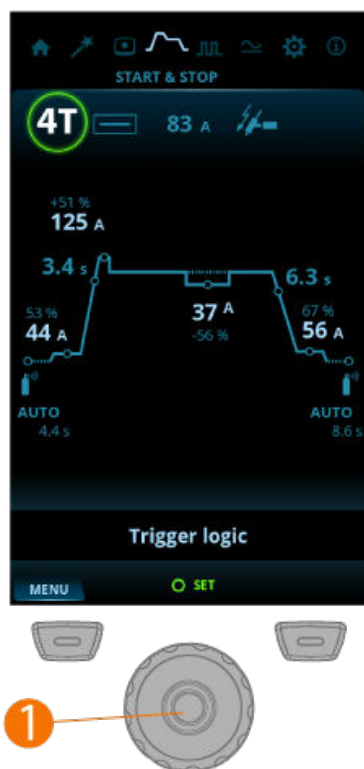 START & STOP
4T 83 A
+51 %
125 A
3.4 s 6.3 s
53 % 37 A 67 %
44 A -56 % 56 A
AUTO AUTO
4.4 s 8.6 s
Trigger logic
MENU SET
1